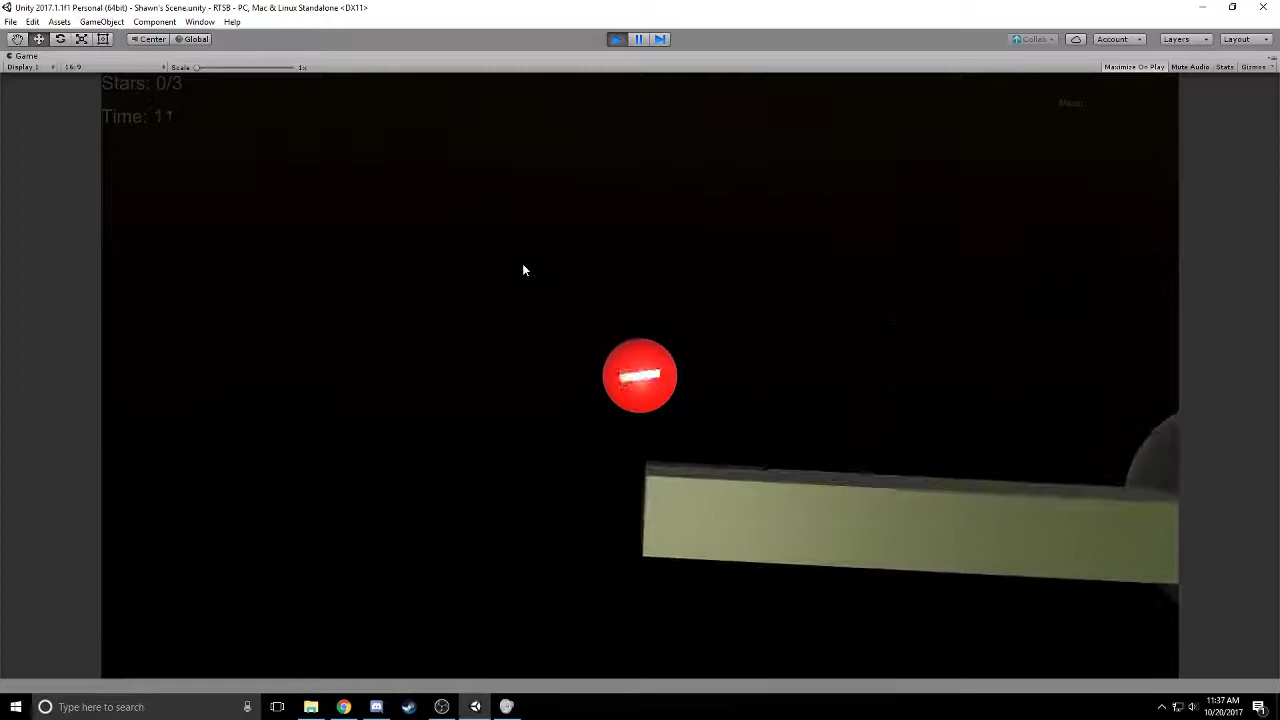 Unity 2017.1.1f1 Personal (64bit) - Shawn's Scene.unity - RTSB - PC, Mac & Linux Standalone <DX11>
File Edit Assets GameObject Component Window Help
Center Global Collab Account Layers Layout
Game
Display 1 16:9 Scale 1x Maximize On Play Mute Audio Stats Gizmos
Stars: 0/3
Menu
Time: 11
Type here to search
11:37 AM
10/20/2017